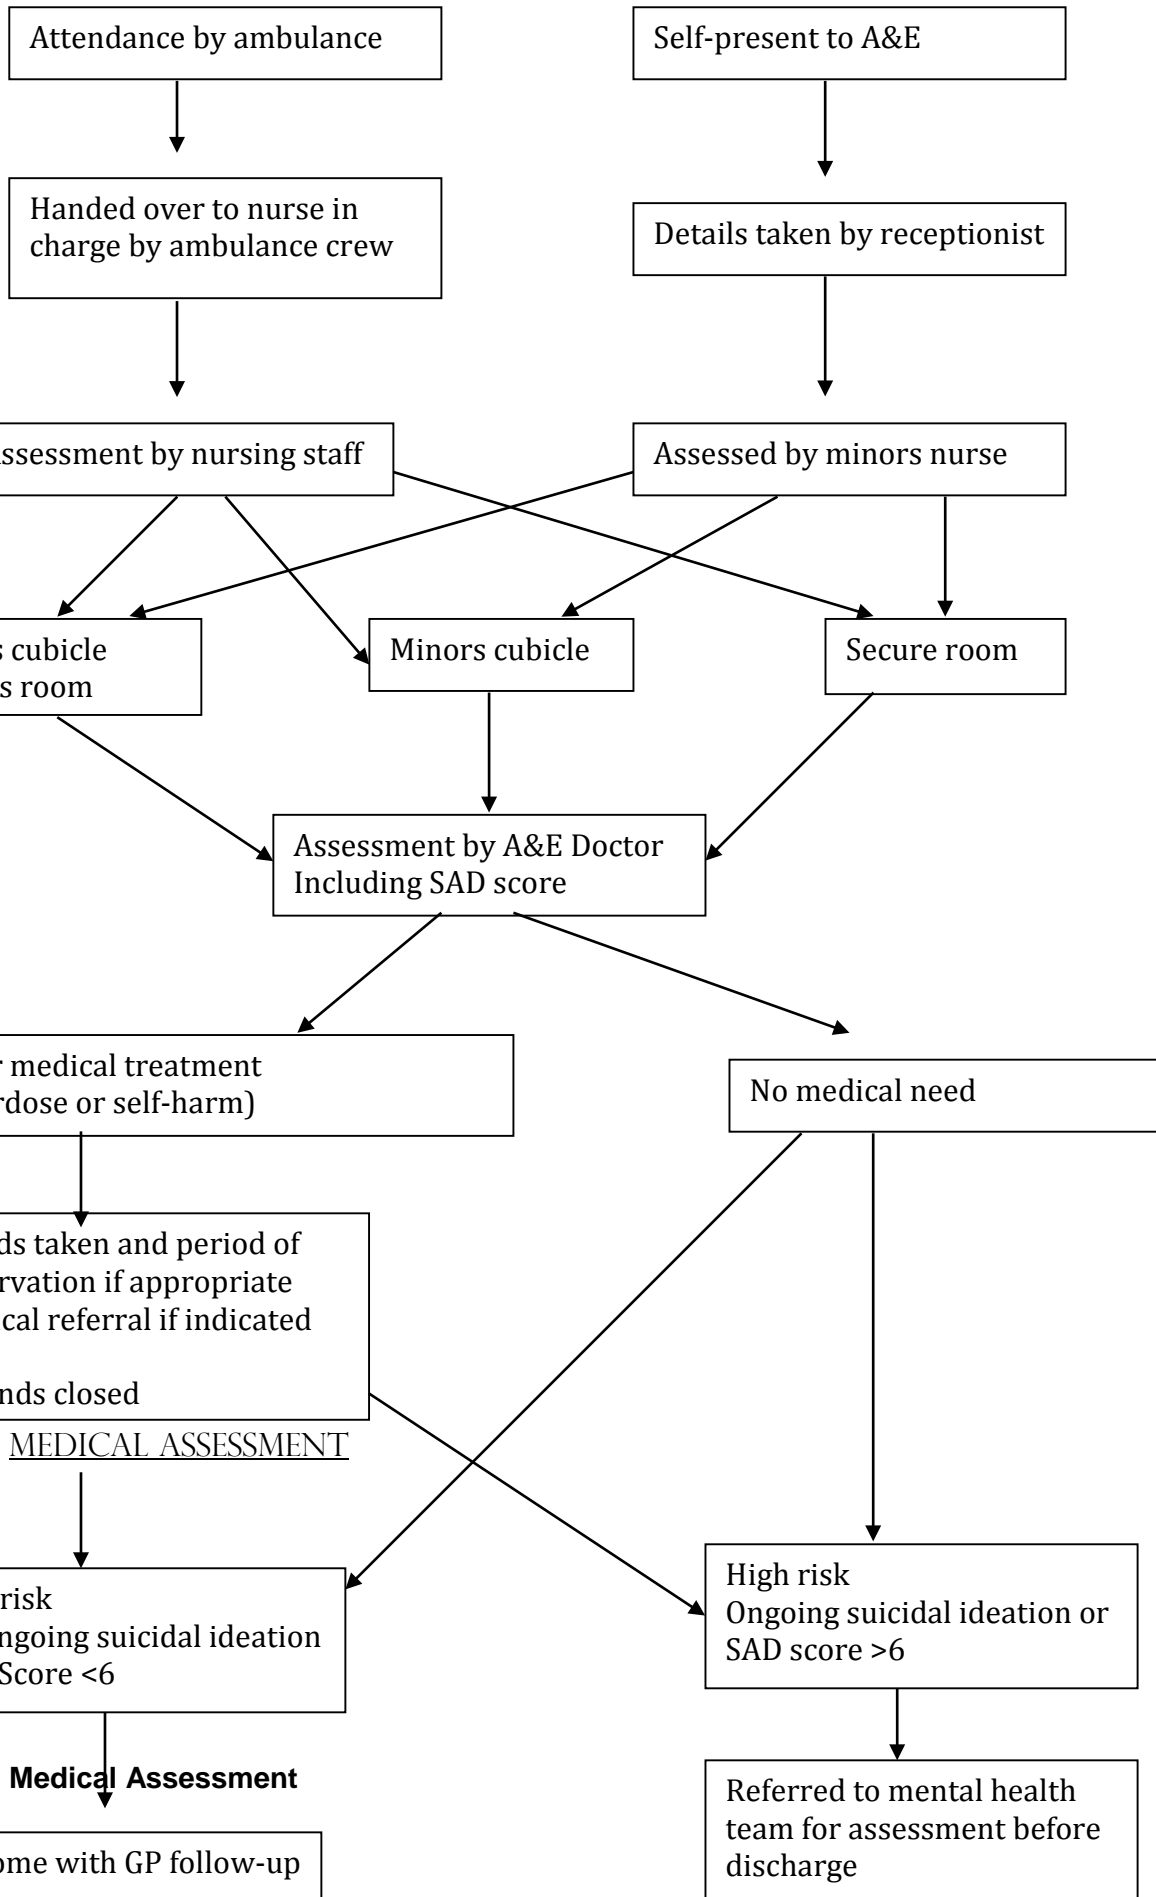 Attendance by ambulance
Self-present to A&E
Handed over to nurse in
charge by ambulance crew
Details taken by receptionist
ssessment by nursing staff
Assessed by minors nurse
s cubicle
s room
Minors cubicle
Secure room
Assessment by A&E Doctor
Including SAD score
r medical treatment
rdose or self-harm)
No medical need
ds taken and period of
rvation if appropriate
ical referral if indicated
nds closed
MEDICAL ASSESSMENT
risk
ngoing suicidal ideation
Score <6
High risk
Ongoing suicidal ideation or
SAD score >6
Medical Assessment
ome with GP follow-up
Referred to mental health
team for assessment before
discharge